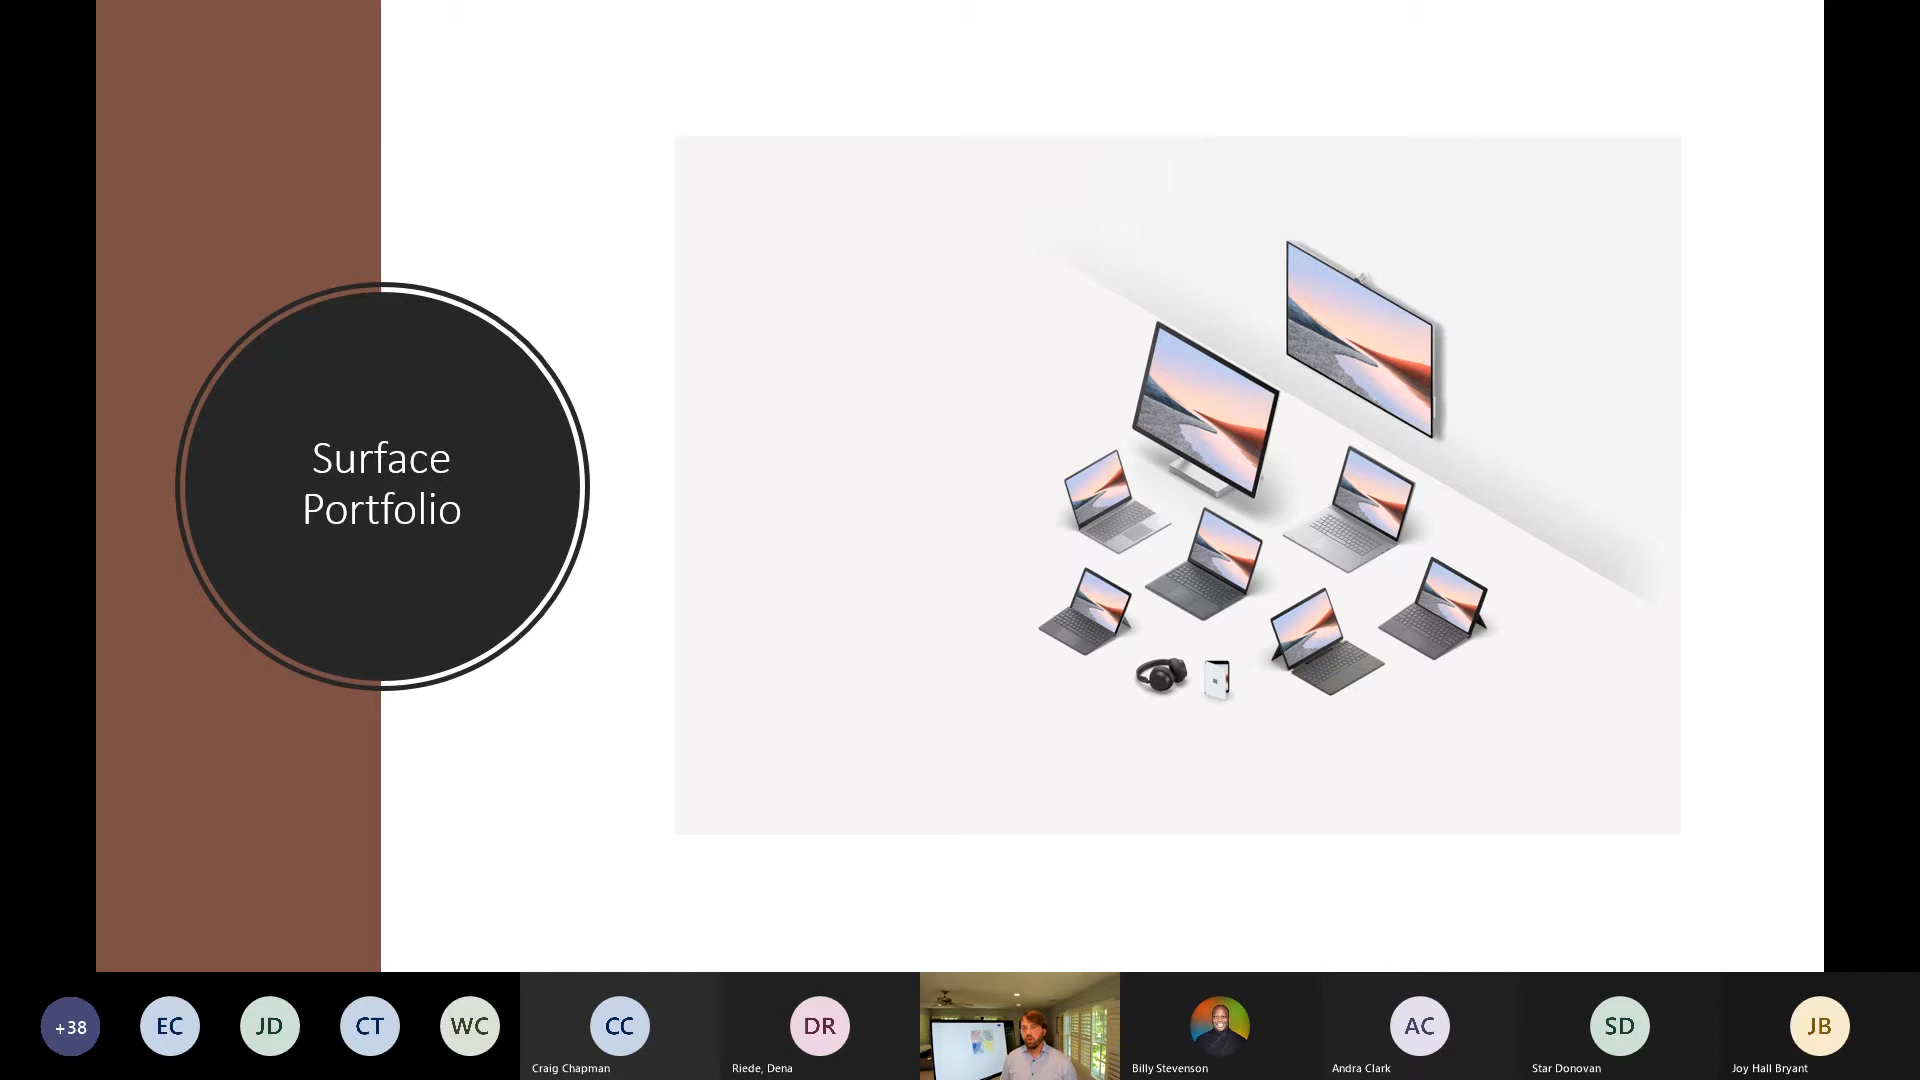 Surface
Portfolio
+38
EC
JD
CT
WC
CC
DR
AC
SD
JB
Craig Chapman
Riede, Dena
Billy Stevenson
Andra Clark
Star Donovan
Joy Hall Bryant